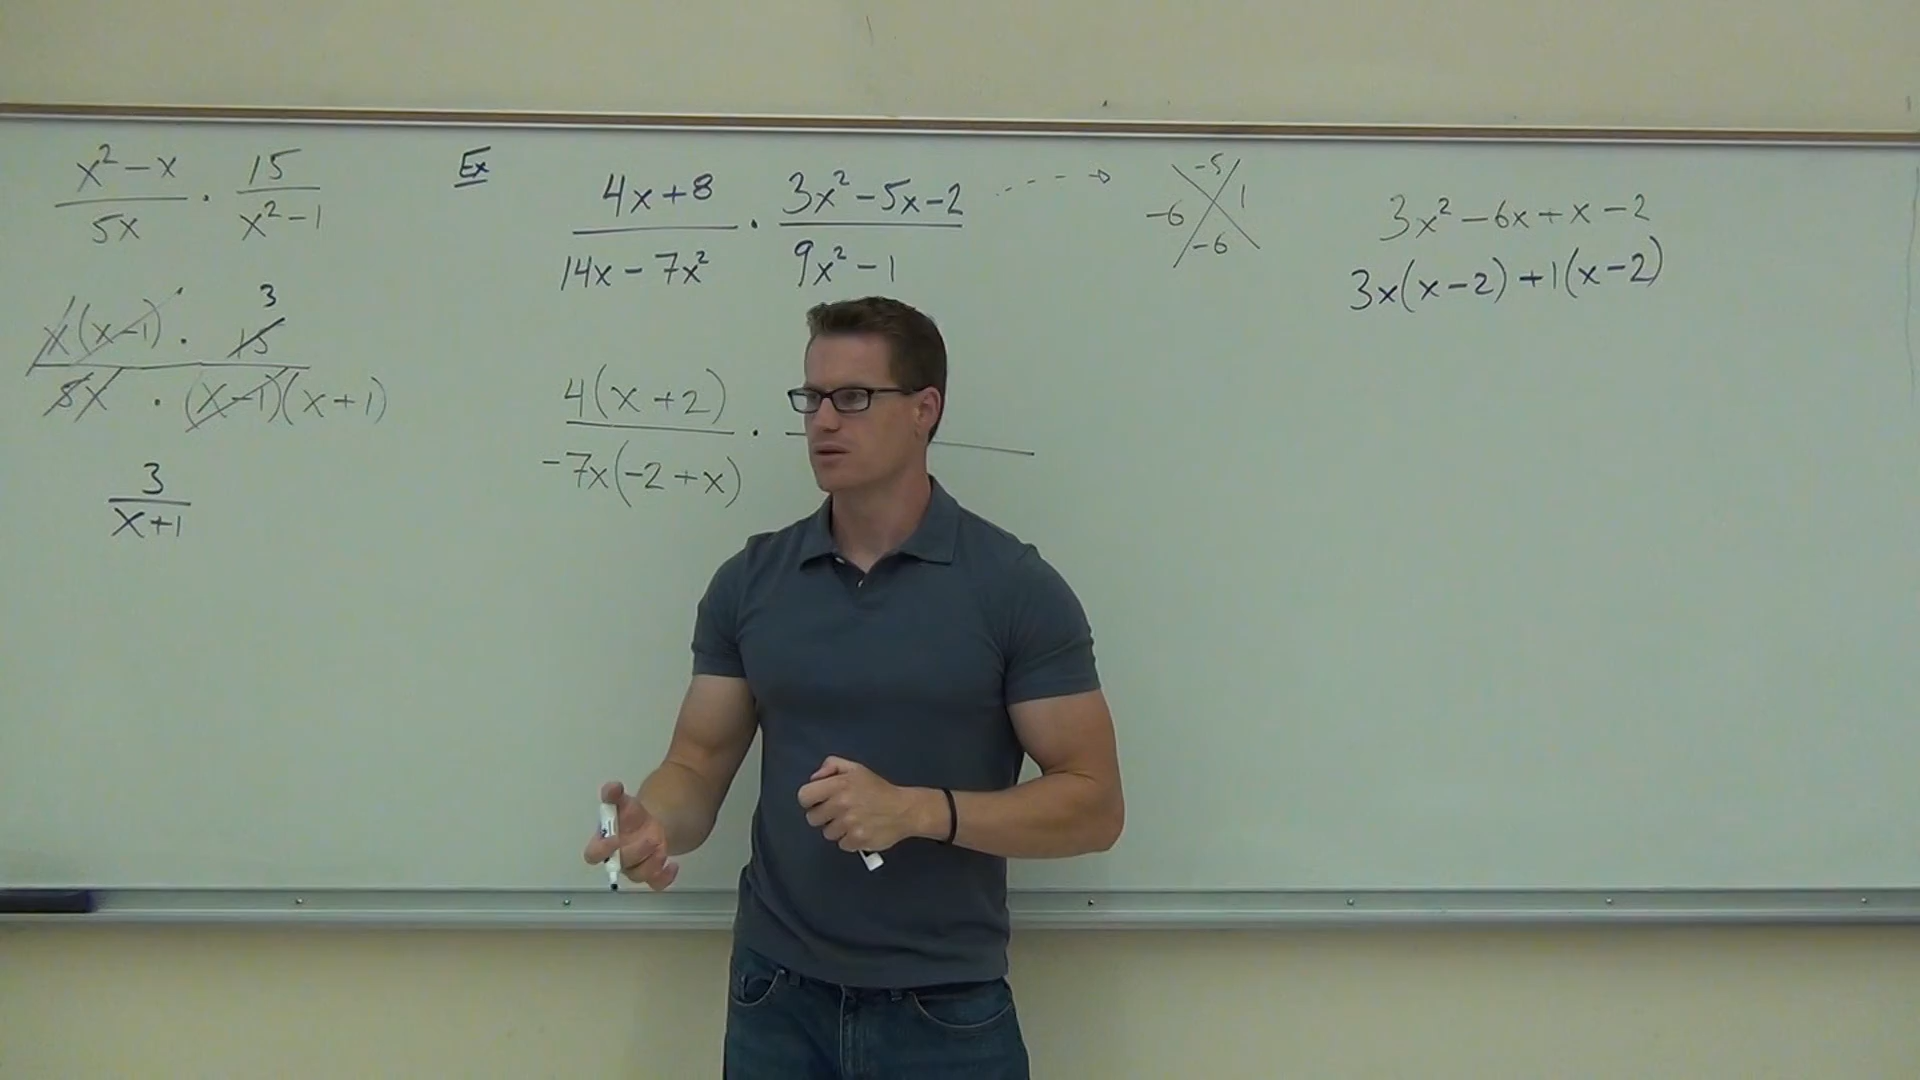 x² - x / 5x · 15 / x² - 1
x(x-1) · 15 3 / 5x · (x-1)(x+1)
3 / x+1
Ex
4x+8 / 14x - 7x² · 3x² - 5x - 2 / 9x² - 1
4(x+2) / -7x(-2+x) ·
-5
-6 1
-6
3x² - 6x + x - 2
3x(x-2) + 1(x-2)